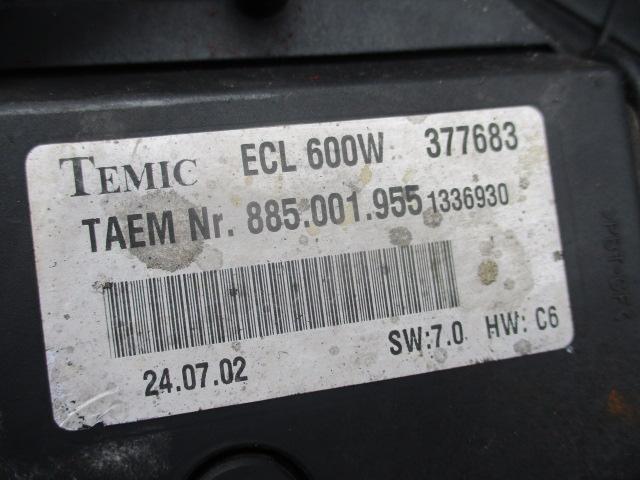 TEMIC ECL 600W 377683
TAEM Nr. 885.001.955 1336930
24.07.02 SW:7.0 HW: C6